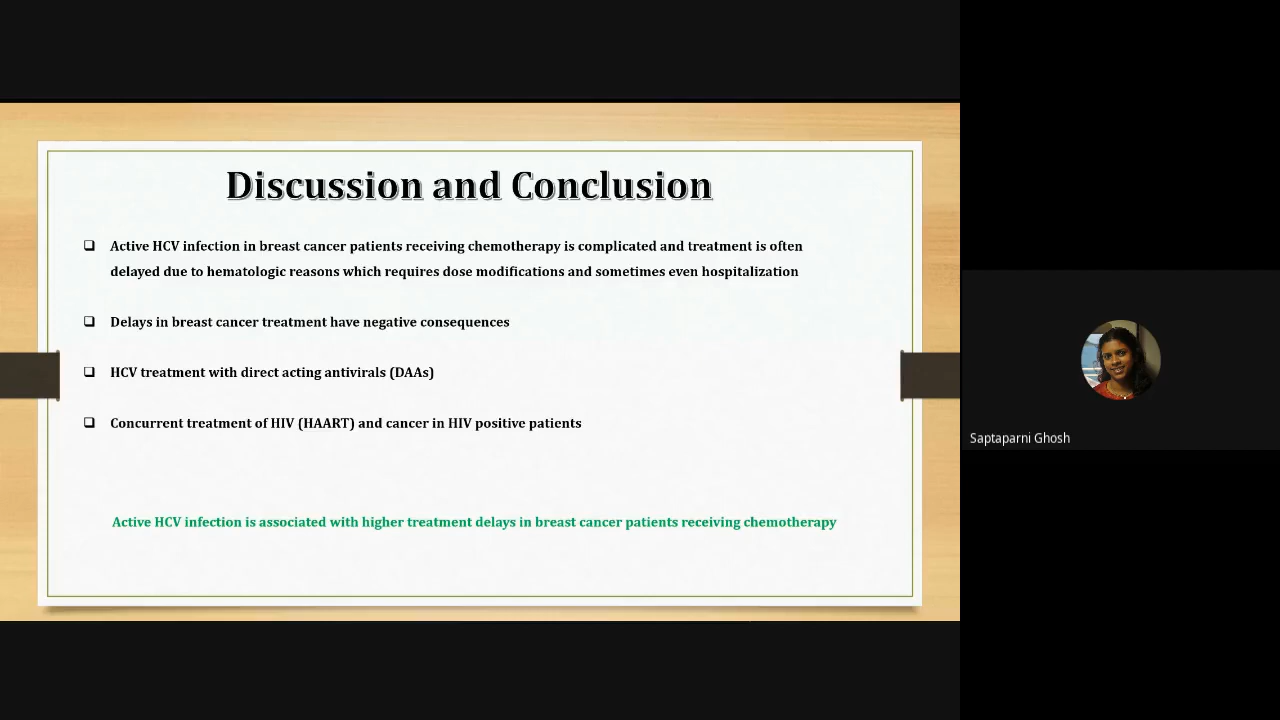 Discussion and Conclusion
Active HCV infection in breast cancer patients receiving chemotherapy is complicated and treatment is often
delayed due to hematologic reasons which requires dose modifications and sometimes even hospitalization
Delays in breast cancer treatment have negative consequences
HCV treatment with direct acting antivirals (DAAs)
Concurrent treatment of HIV (HAART) and cancer in HIV positive patients
Active HCV infection is associated with higher treatment delays in breast cancer patients receiving chemotherapy
Saptaparni Ghosh